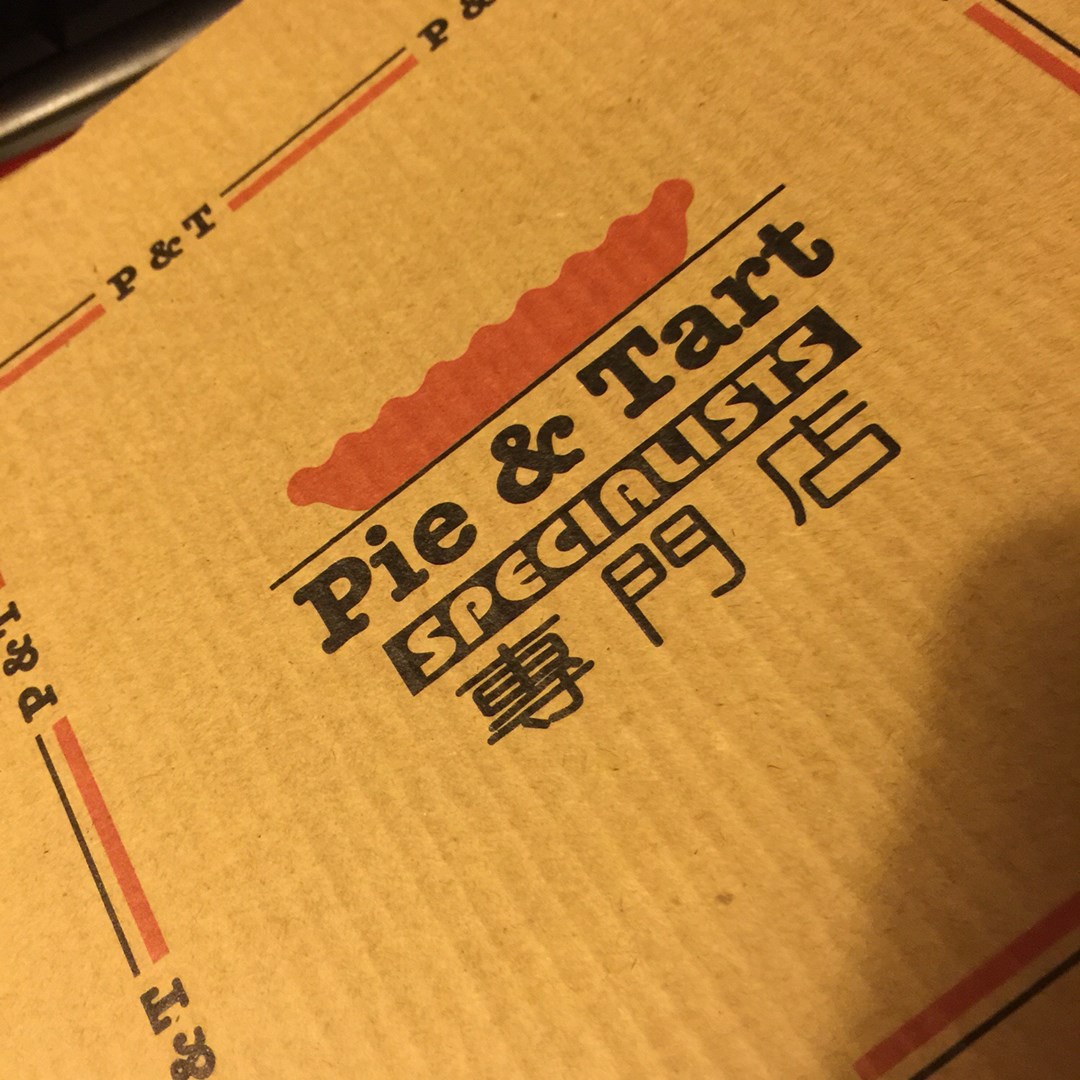 P & T
P &
Pie & Tart
SPECIALISTS
專門店
P & T
T &